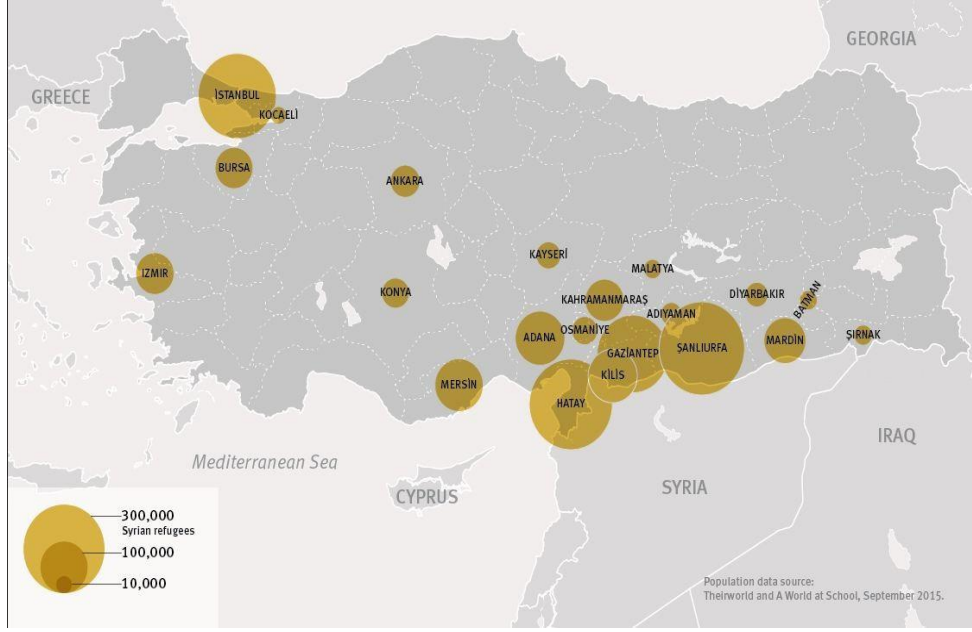 GEORGIA
GREECE
İSTANBUL
KOCAELİ
BURSA
ANKARA
KAYSERİ
IZMIR
MALATYA
KONYA
DİYARBAKIR
BATMAN
KAHRAMANMARAŞ
ADIYAMAN
OSMANİYE
ADANA
ŞIRNAK
MARDİN
ŞANLIURFA
GAZİANTEP
KİLİS
MERSİN
HATAY
IRAQ
Mediterranean Sea
SYRIA
CYPRUS
300,000
Syrian refugees
100,000
10,000
Population data source:
Theirworld and A World at School, September 2015.